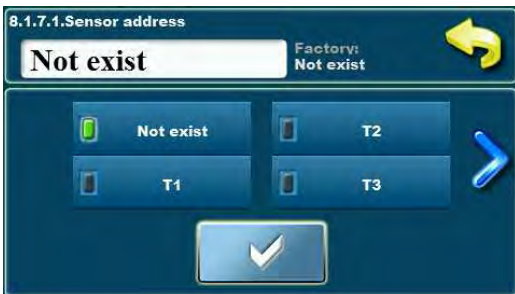 8.1.7.1.Sensor address
Not exist
Factory:
Not exist
Not exist
T2
T1
T3